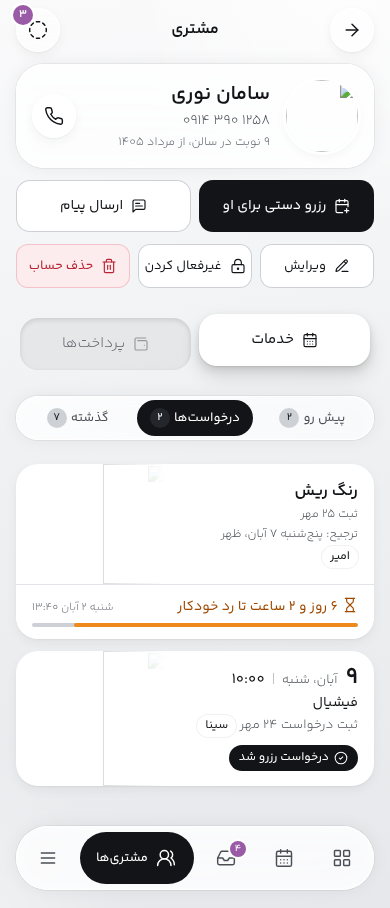 مشتری
۳
سامان نوری
۰۹۱۴ ۳۹۰ ۱۲۵۸
۹ نوبت در سالن، از مرداد ۱۴۰۵
رزرو دستی برای او
ارسال پیام
ویرایش
غیرفعال کردن
حذف حساب
خدمات
پرداخت‌ها
پیش رو ۲
درخواست‌ها ۲
گذشته ۷
رنگ ریش
ثبت ۲۵ مهر
ترجیح: پنج‌شنبه ۷ آبان، ظهر
امیر
۶ روز و ۲ ساعت تا رد خودکار
شنبه ۲ آبان ۱۳:۴۰
۹ آبان، شنبه | ۱۰:۰۰
فیشیال
ثبت درخواست ۲۴ مهر سینا
درخواست رزرو شد
۴
مشتری‌ها